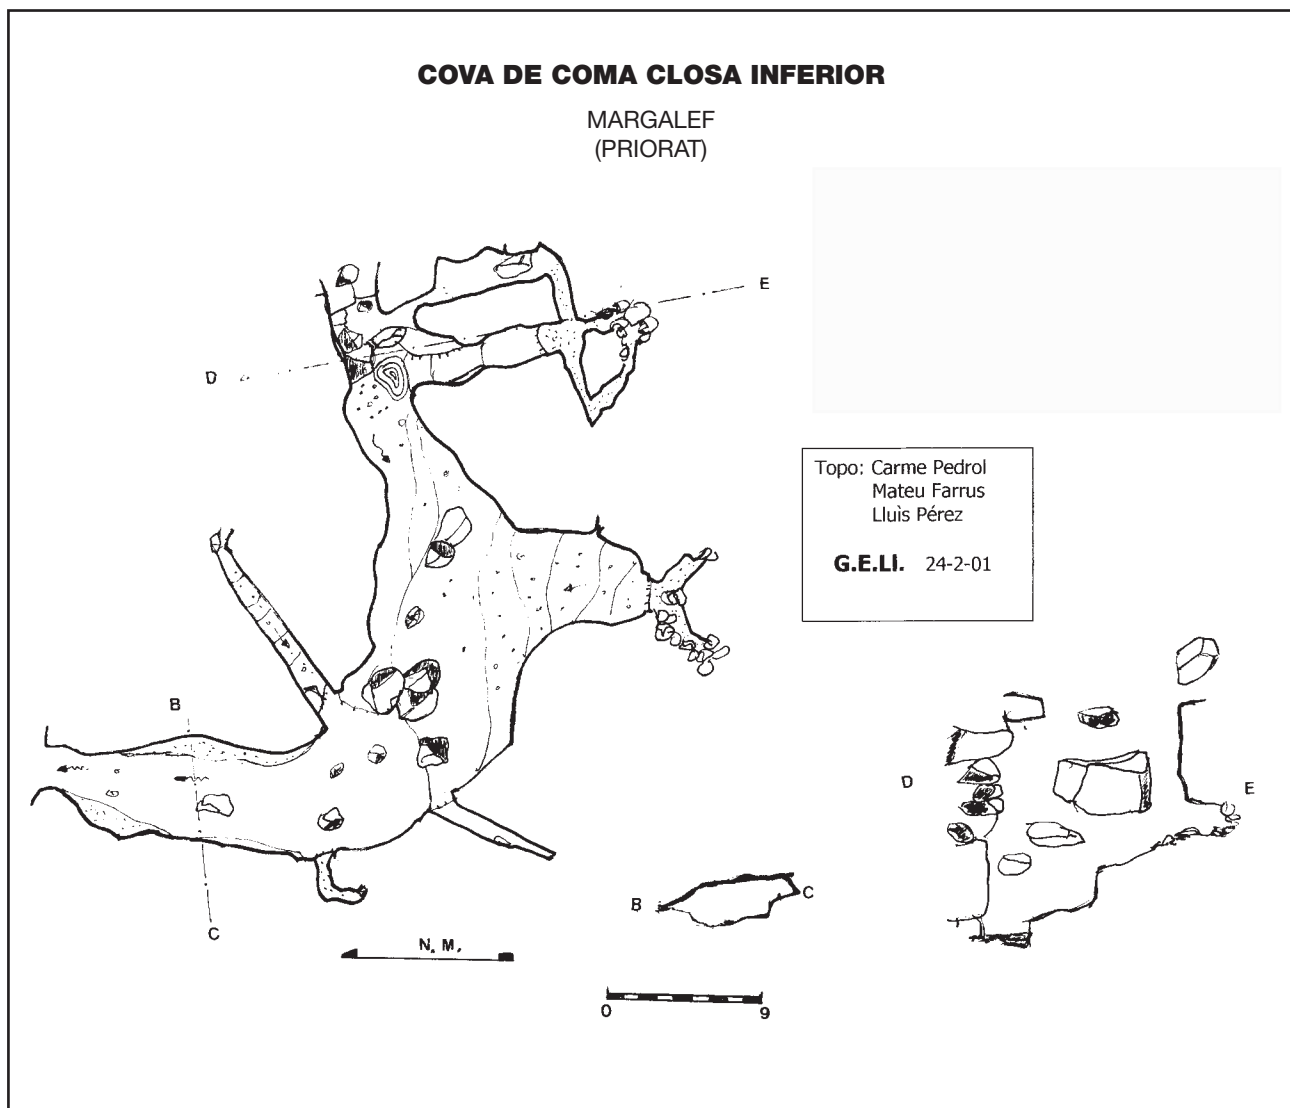 COVA DE COMA CLOSA INFERIOR
MARGALEF
(PRIORAT)
E
D
Topo: Carme Pedrol
Mateu Farrus
Lluìs Pérez
G.E.Ll. 24-2-01
B
D
E
B
C
C
N. M.
0
9